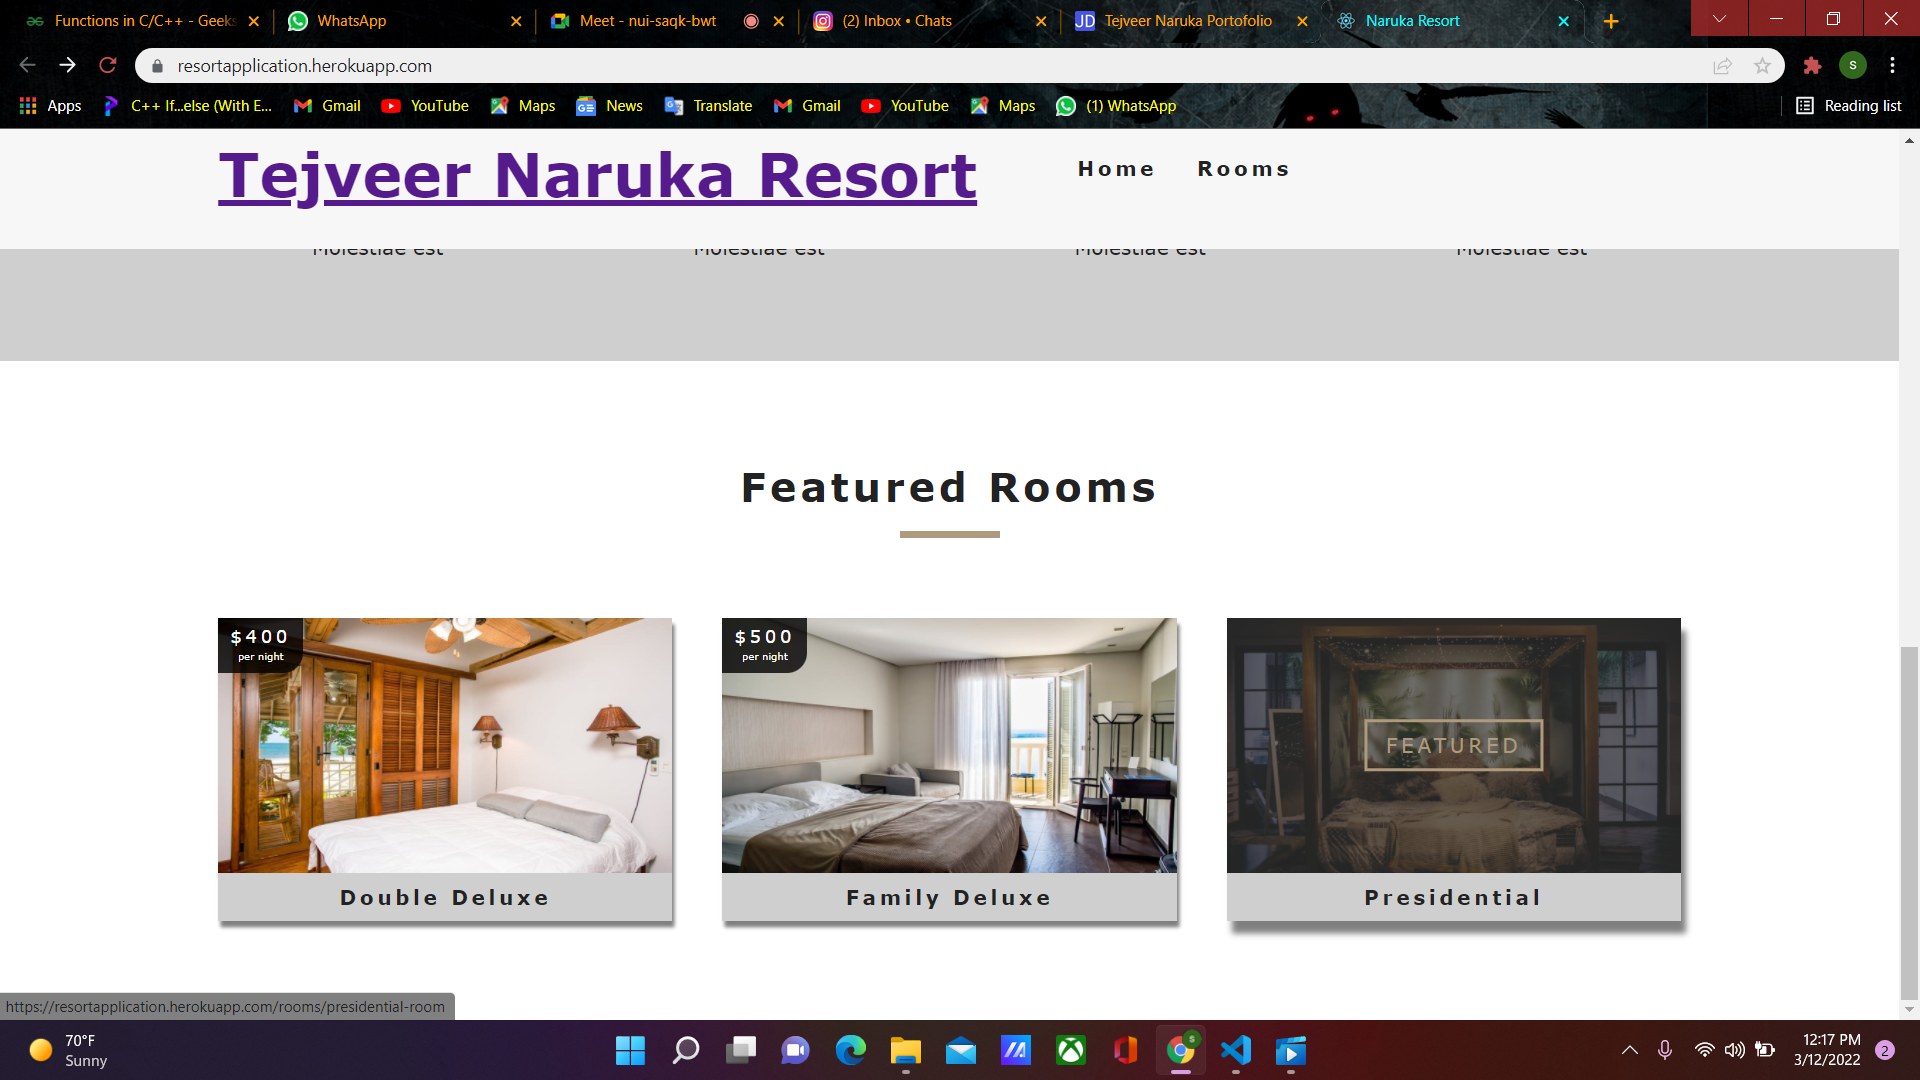 Functions in C/C++ - Geeks
WhatsApp
Meet - nui-saqk-bwt
(2) Inbox • Chats
JD
Tejveer Naruka Portofolio
Naruka Resort
resortapplication.herokuapp.com
s
Apps
C++ If...else (With E...
Gmail
YouTube
Maps
News
Translate
Gmail
YouTube
Maps
(1) WhatsApp
Reading list
Tejveer Naruka Resort
Home
Rooms
Molestiae est
Molestiae est
Molestiae est
Molestiae est
Featured Rooms
$400
per night
$500
per night
FEATURED
Double Deluxe
Family Deluxe
Presidential
https://resortapplication.herokuapp.com/rooms/presidential-room
70°F
Sunny
12:17 PM
3/12/2022
2